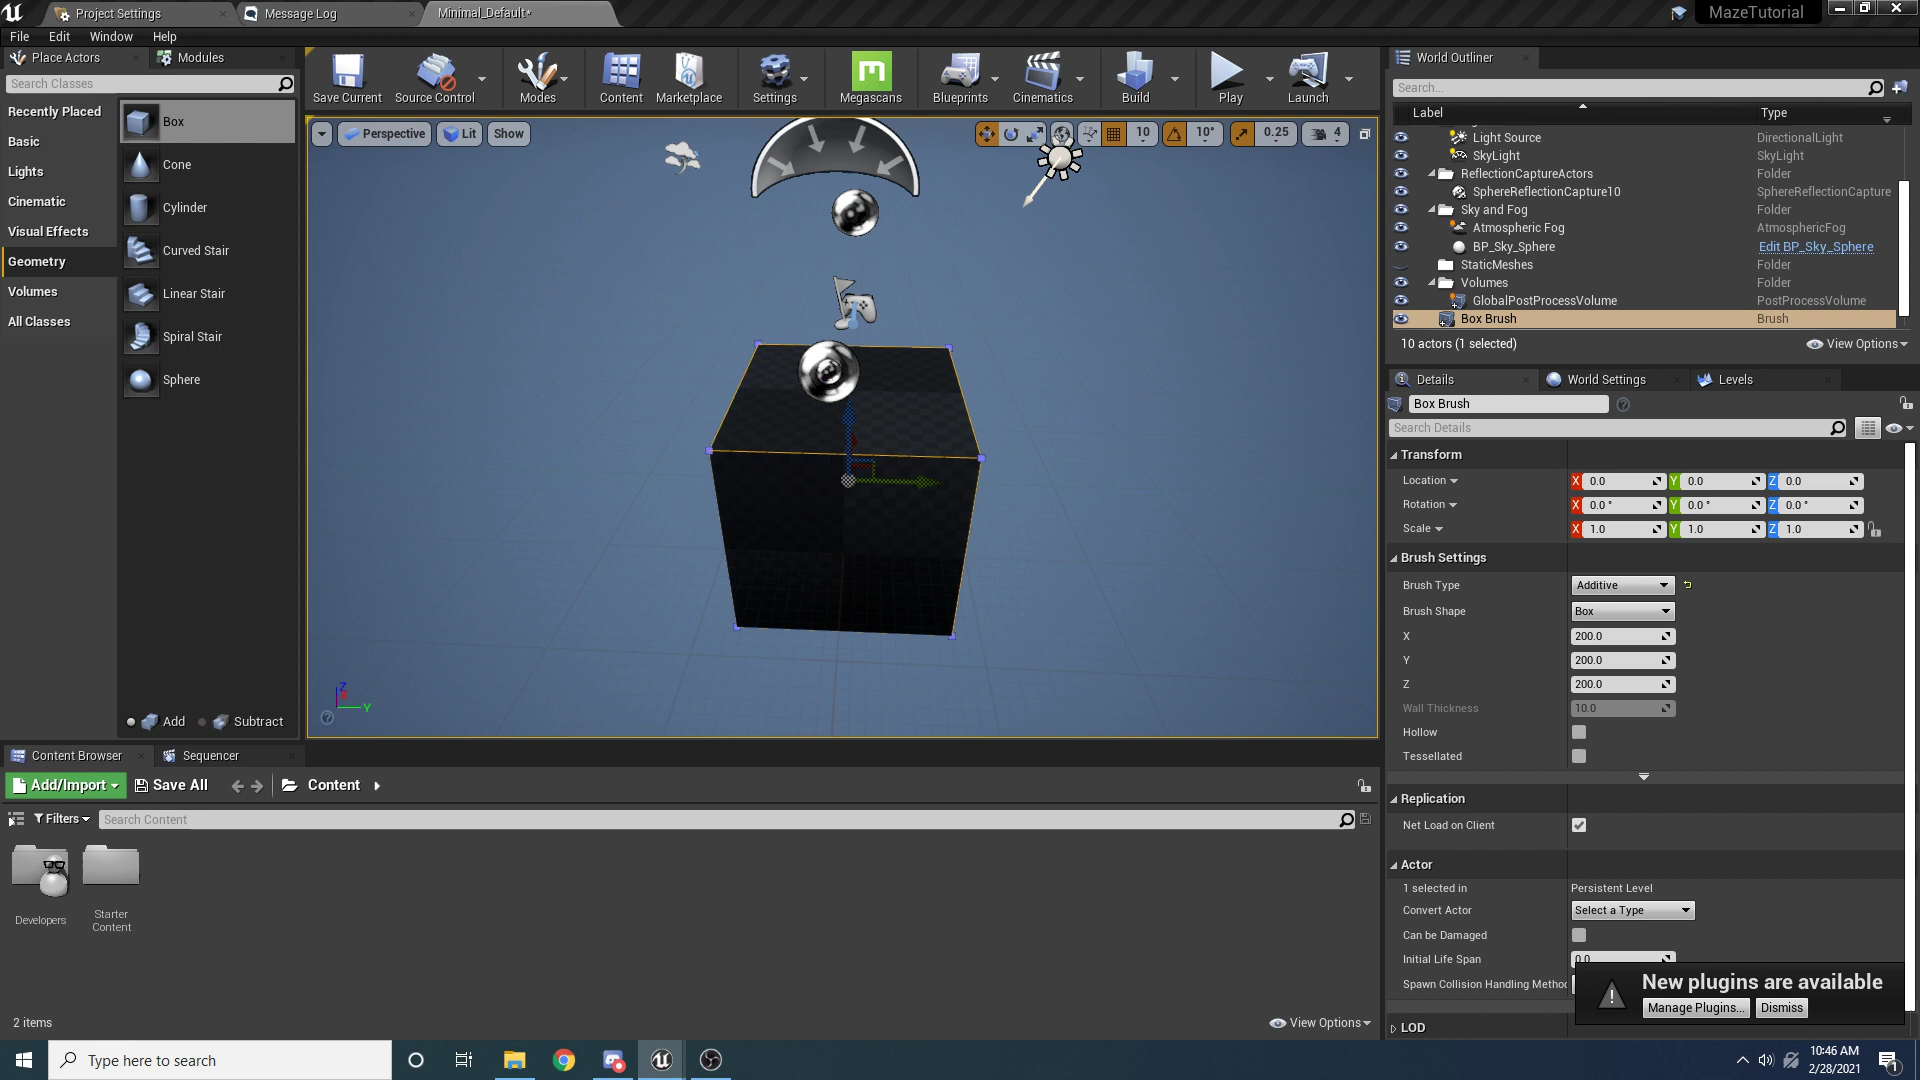 Project Settings
Message Log
Minimal_Default*
MazeTutorial
File Edit Window Help
Place Actors
Modules
Search Classes
Recently Placed
Basic
Lights
Cinematic
Visual Effects
Geometry
Volumes
All Classes
Box
Cone
Cylinder
Curved Stair
Linear Stair
Spiral Stair
Sphere
Add
Subtract
Save Current
Source Control
Modes
Content
Marketplace
Settings
Megascans
Blueprints
Cinematics
Build
Play
Launch
Perspective
Lit
Show
10
10°
0.25
4
Z
X
Y
World Outliner
Search...
Label Type
Light Source DirectionalLight
SkyLight SkyLight
ReflectionCaptureActors Folder
SphereReflectionCapture10 SphereReflectionCapture
Sky and Fog Folder
Atmospheric Fog AtmosphericFog
BP_Sky_Sphere Edit BP_Sky_Sphere
StaticMeshes Folder
Volumes Folder
GlobalPostProcessVolume PostProcessVolume
Box Brush Brush
10 actors (1 selected)
View Options
Details
World Settings
Levels
Box Brush
Search Details
Transform
Location X 0.0 Y 0.0 Z 0.0
Rotation X 0.0 ° Y 0.0 ° Z 0.0 °
Scale X 1.0 Y 1.0 Z 1.0
Brush Settings
Brush Type Additive
Brush Shape Box
X 200.0
Y 200.0
Z 200.0
Wall Thickness 10.0
Hollow
Tessellated
Replication
Net Load on Client
Actor
1 selected in Persistent Level
Convert Actor Select a Type
Can be Damaged
Initial Life Span 0.0
Spawn Collision Handling Method
LOD
New plugins are available
Manage Plugins...
Dismiss
Content Browser
Sequencer
Add/Import
Save All
Content
Filters
Search Content
Developers
Starter
Content
2 items
View Options
Type here to search
10:46 AM
2/28/2021
1